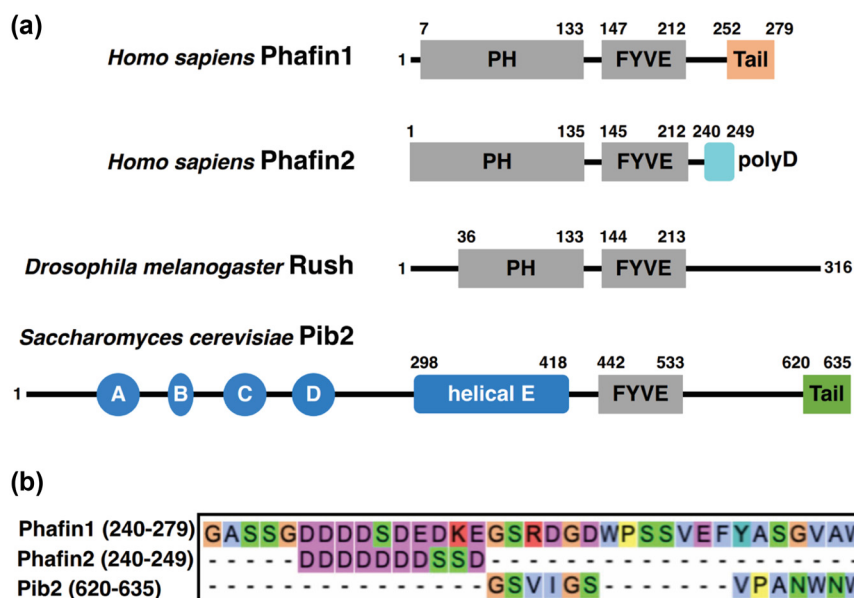 (a)
7 133 147 212 252 279
Homo sapiens Phafin1 1 PH FYVE Tail
1 135 145 212 240 249
Homo sapiens Phafin2 PH FYVE polyD
36 133 144 213
Drosophila melanogaster Rush 1 PH FYVE 316
Saccharomyces cerevisiae Pib2
298 418 442 533 620 635
1 A B C D helical E FYVE Tail
(b)
Phafin1 (240-279) GASSGDDDDSDEDKEGSRDGDWPSSVEFYASGVAW
Phafin2 (240-249) -----DDDDDDDSSD--------------------
Pib2 (620-635) ---------------GSVIGS-------VPANWNW